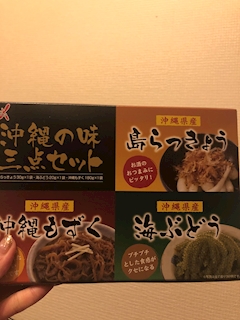 沖縄の味
三点セット
沖縄県産
島らっきょう
お酒の
おつまみに
ピッタリ!
沖縄県産
沖縄もずく
沖縄県産
海ぶどう
プチプチ
とした食感が
クセになる